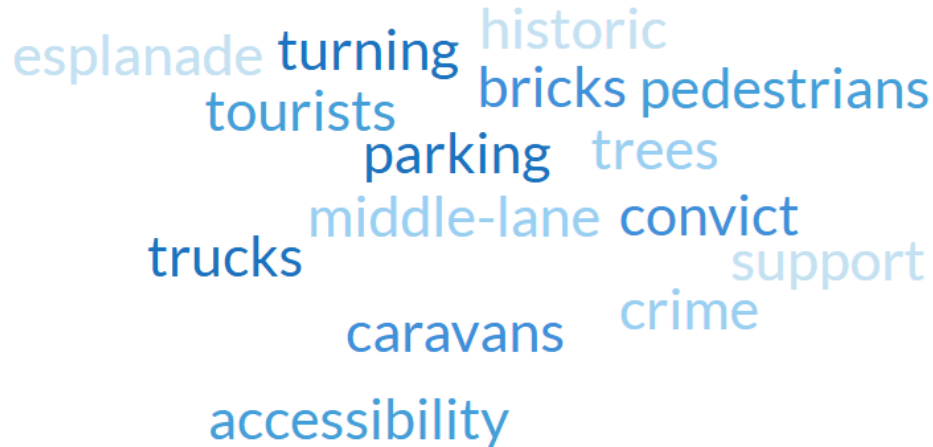 esplanade turning historic
tourists bricks pedestrians
parking trees
middle-lane convict
trucks support
caravans crime
accessibility